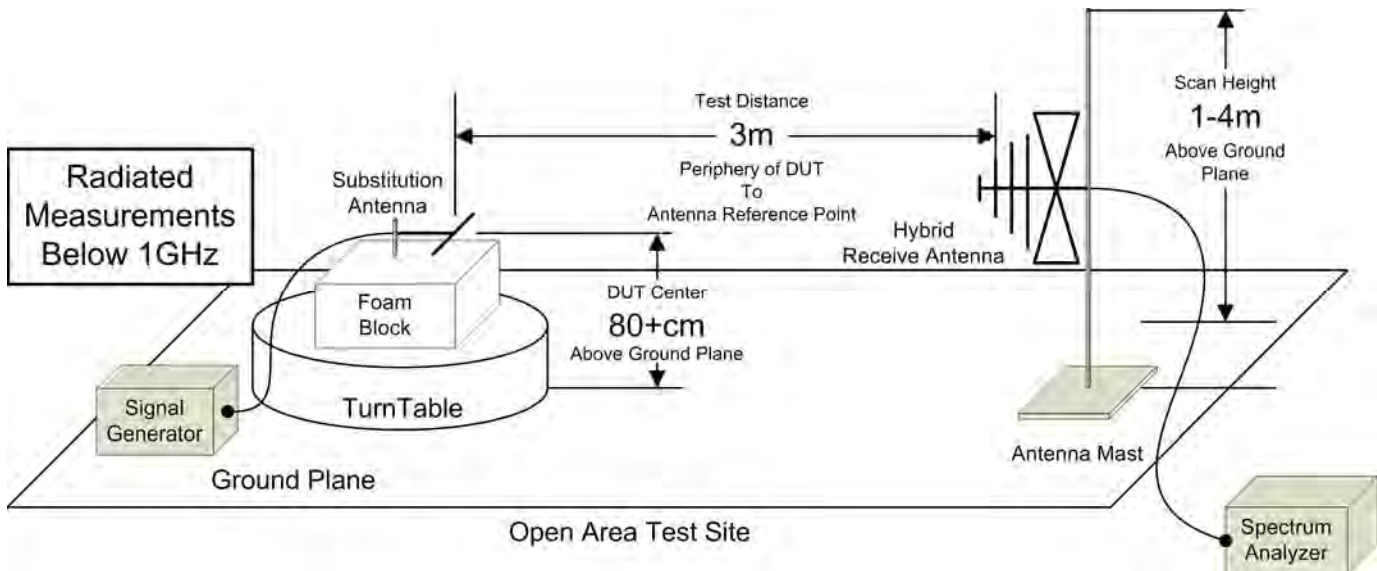 Radiated
Measurements
Below 1GHz
Substitution
Antenna
Test Distance
3m
Periphery of DUT
To
Antenna Reference Point
Scan Height
1-4m
Above Ground
Plane
Hybrid
Receive Antenna
Foam
Block
DUT Center
80+cm
Above Ground Plane
TurnTable
Signal
Generator
Ground Plane
Antenna Mast
Open Area Test Site
Spectrum
Analyzer